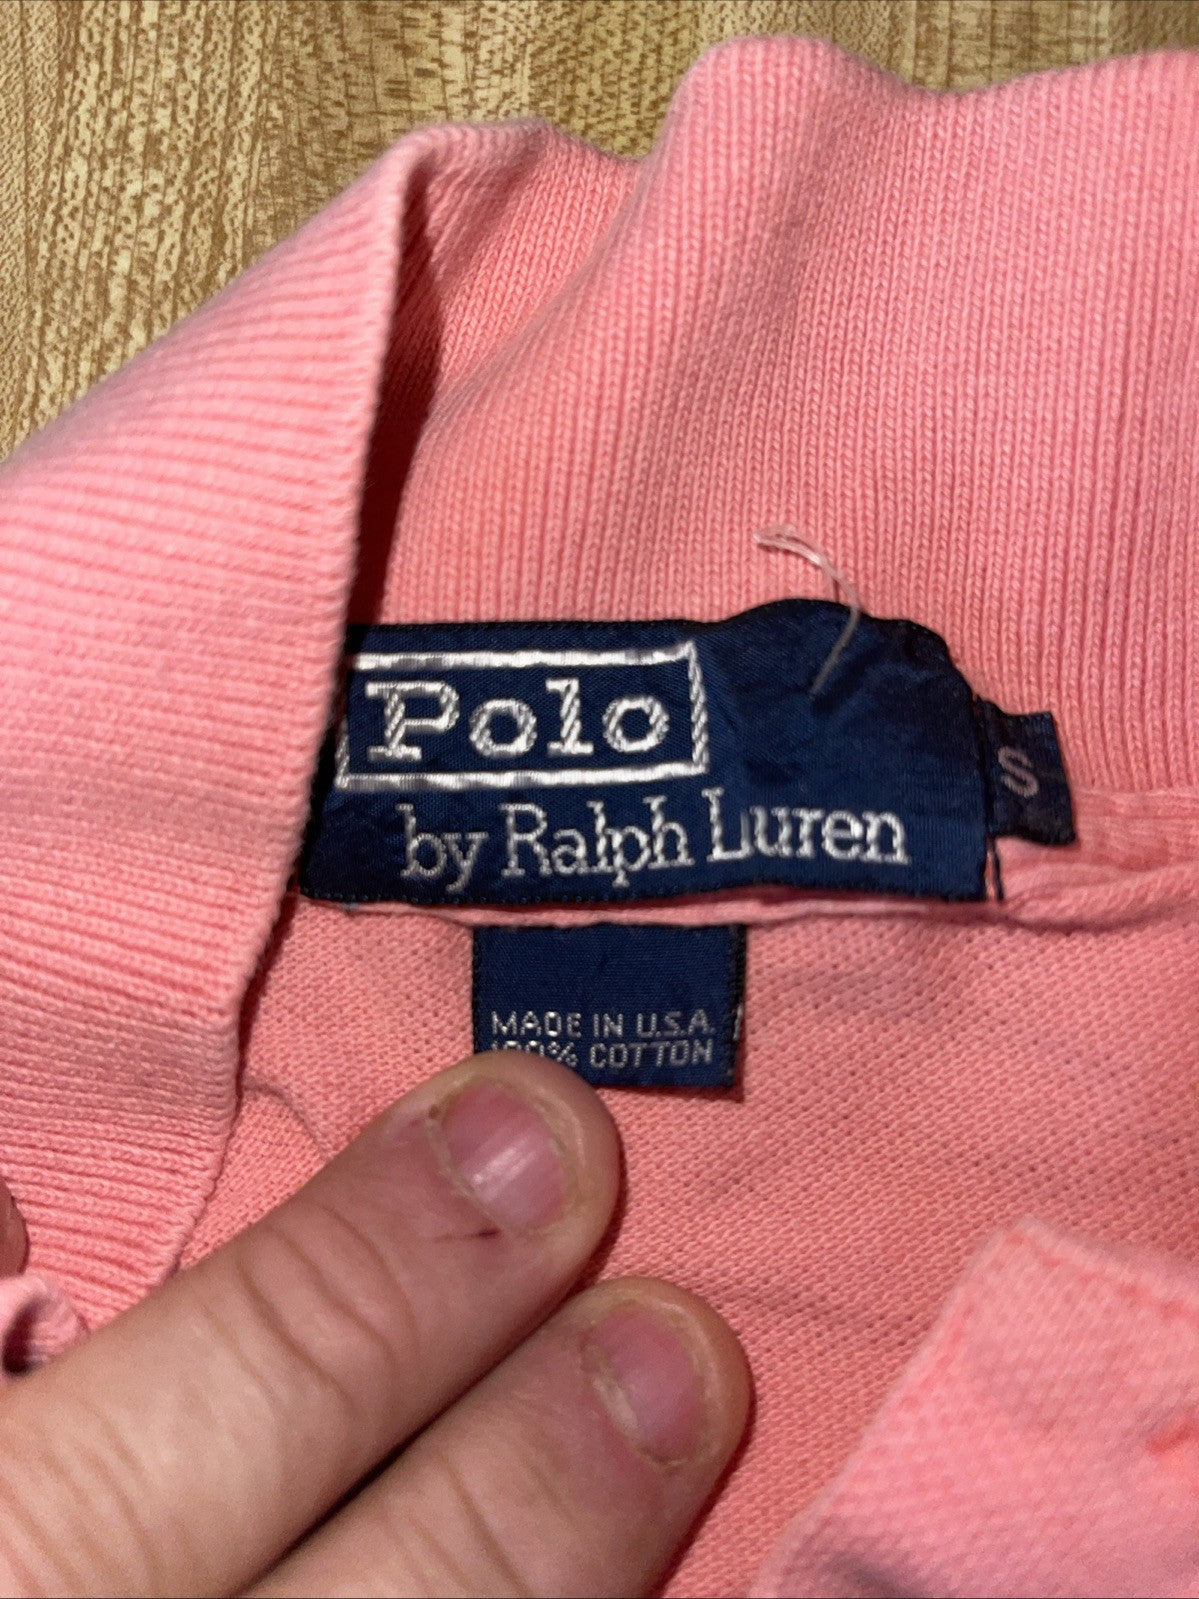 Polo
by Ralph Luren
S
MADE IN U.S.A.
100% COTTON